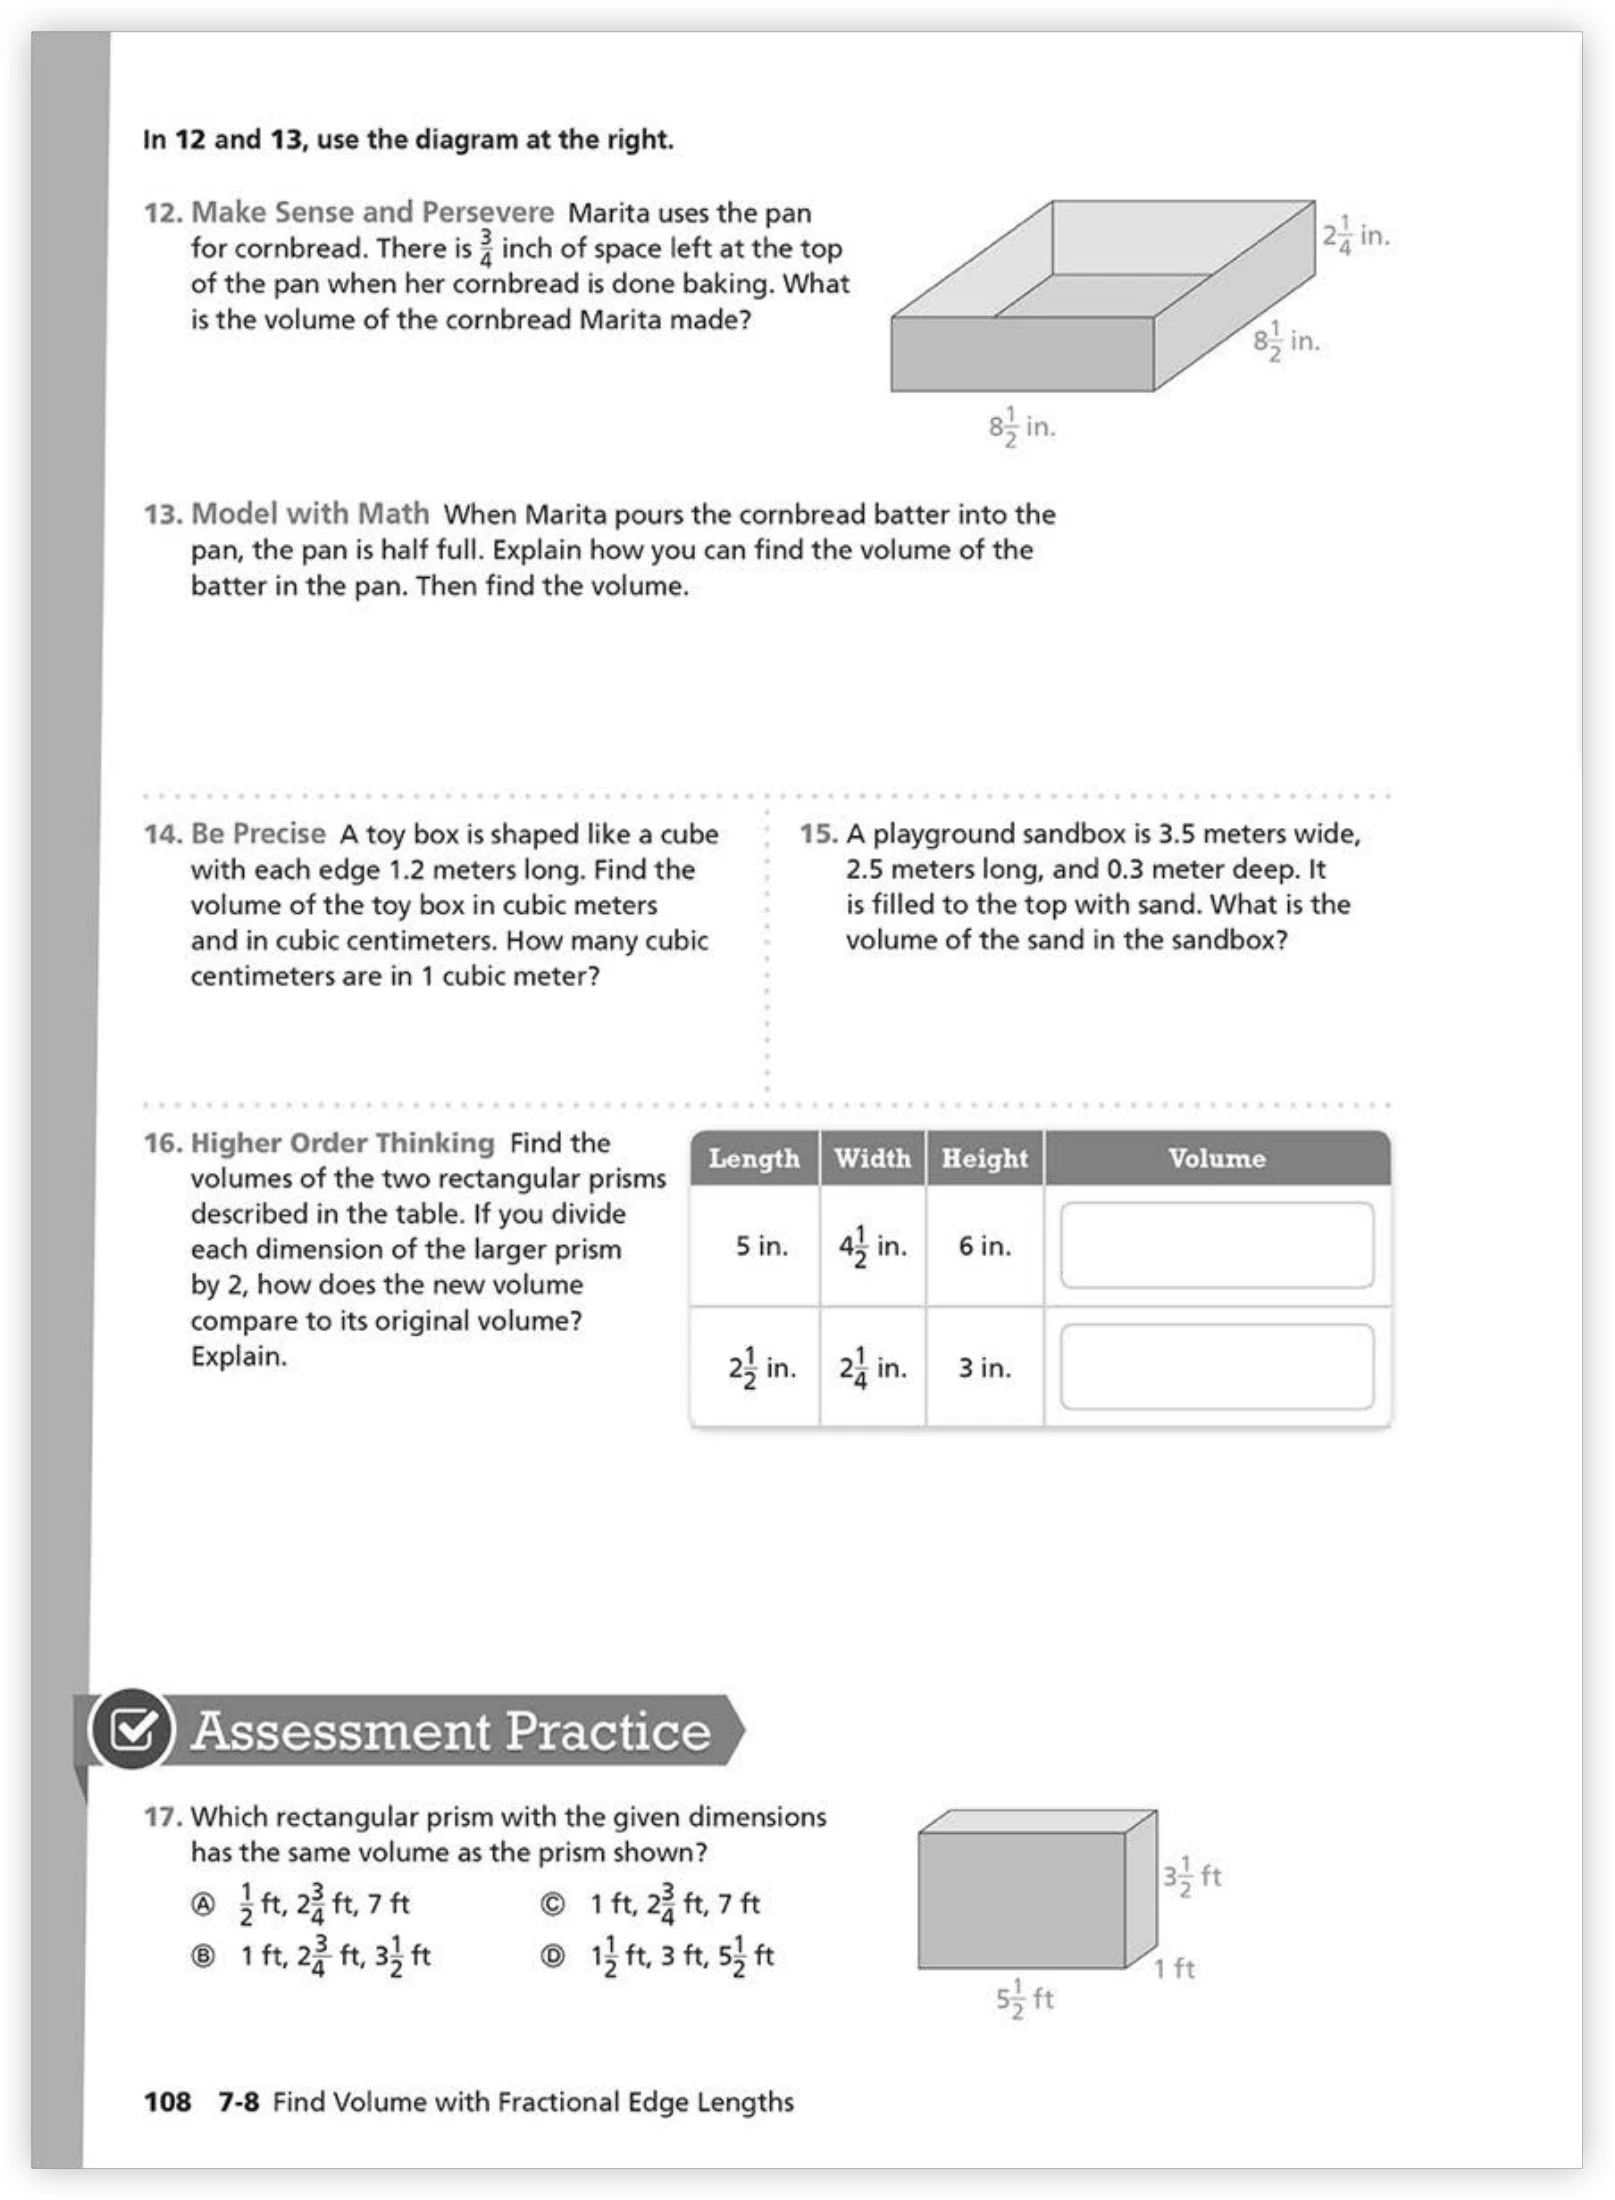 In 12 and 13, use the diagram at the right.
12. Make Sense and Persevere Marita uses the pan
for cornbread. There is 3/4 inch of space left at the top
of the pan when her cornbread is done baking. What
is the volume of the cornbread Marita made?
2 1/4 in.
8 1/2 in.
8 1/2 in.
13. Model with Math When Marita pours the cornbread batter into the
pan, the pan is half full. Explain how you can find the volume of the
batter in the pan. Then find the volume.
14. Be Precise A toy box is shaped like a cube
with each edge 1.2 meters long. Find the
volume of the toy box in cubic meters
and in cubic centimeters. How many cubic
centimeters are in 1 cubic meter?
15. A playground sandbox is 3.5 meters wide,
2.5 meters long, and 0.3 meter deep. It
is filled to the top with sand. What is the
volume of the sand in the sandbox?
16. Higher Order Thinking Find the
volumes of the two rectangular prisms
described in the table. If you divide
each dimension of the larger prism
by 2, how does the new volume
compare to its original volume?
Explain.
Length Width Height Volume
5 in. 4 1/2 in. 6 in.
2 1/2 in. 2 1/4 in. 3 in.
Assessment Practice
17. Which rectangular prism with the given dimensions
has the same volume as the prism shown?
Ⓐ 1/2 ft, 2 3/4 ft, 7 ft
Ⓑ 1 ft, 2 3/4 ft, 3 1/2 ft
Ⓒ 1 ft, 2 3/4 ft, 7 ft
Ⓓ 1 1/2 ft, 3 ft, 5 1/2 ft
3 1/2 ft
1 ft
5 1/2 ft
108 7-8 Find Volume with Fractional Edge Lengths